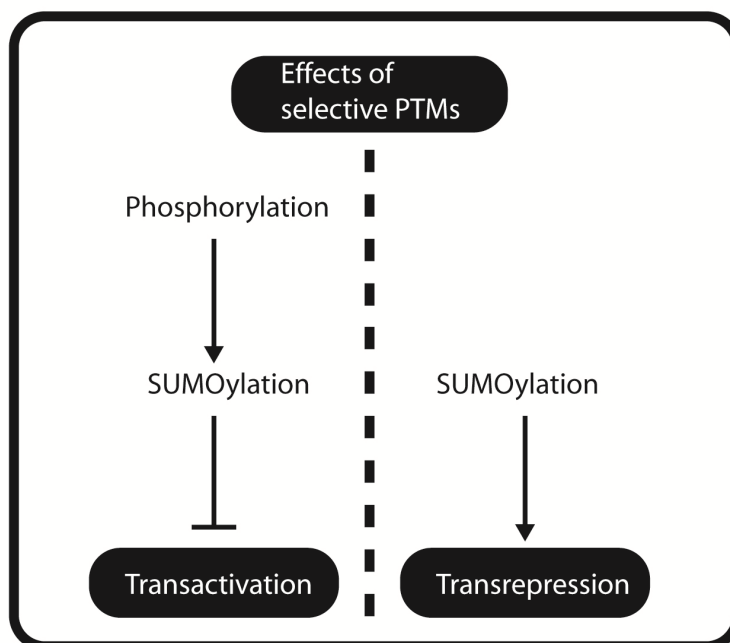 Effects of
selective PTMs
Phosphorylation
SUMOylation
Transactivation
SUMOylation
Transrepression